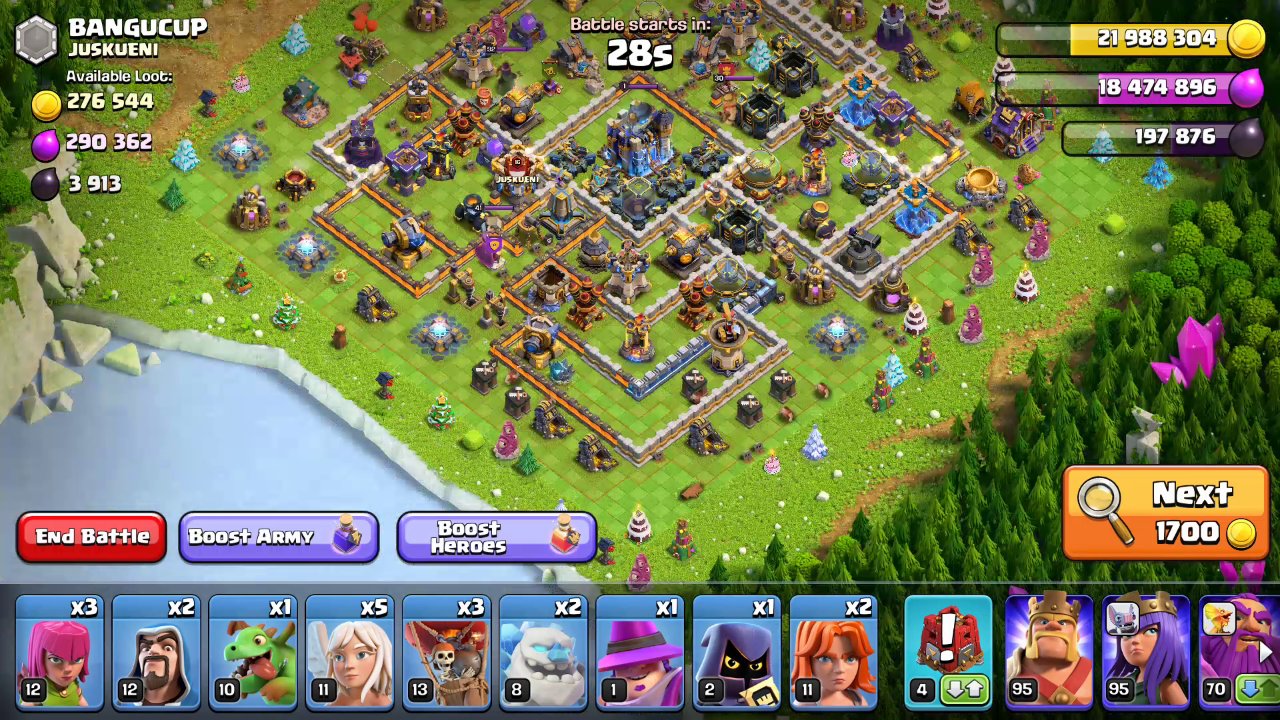 BANGUCUP
JUSKUENI
Available Loot:
276 544
290 362
3 913
Battle starts in:
28s
21 988 304
18 474 896
197 876
JUSKUENI
End Battle
Boost Army
Boost
Heroes
Next
1700
x3
x2
x1
x5
x3
x2
x1
x1
x2
12
12
10
11
13
8
1
2
11
4
95
95
70